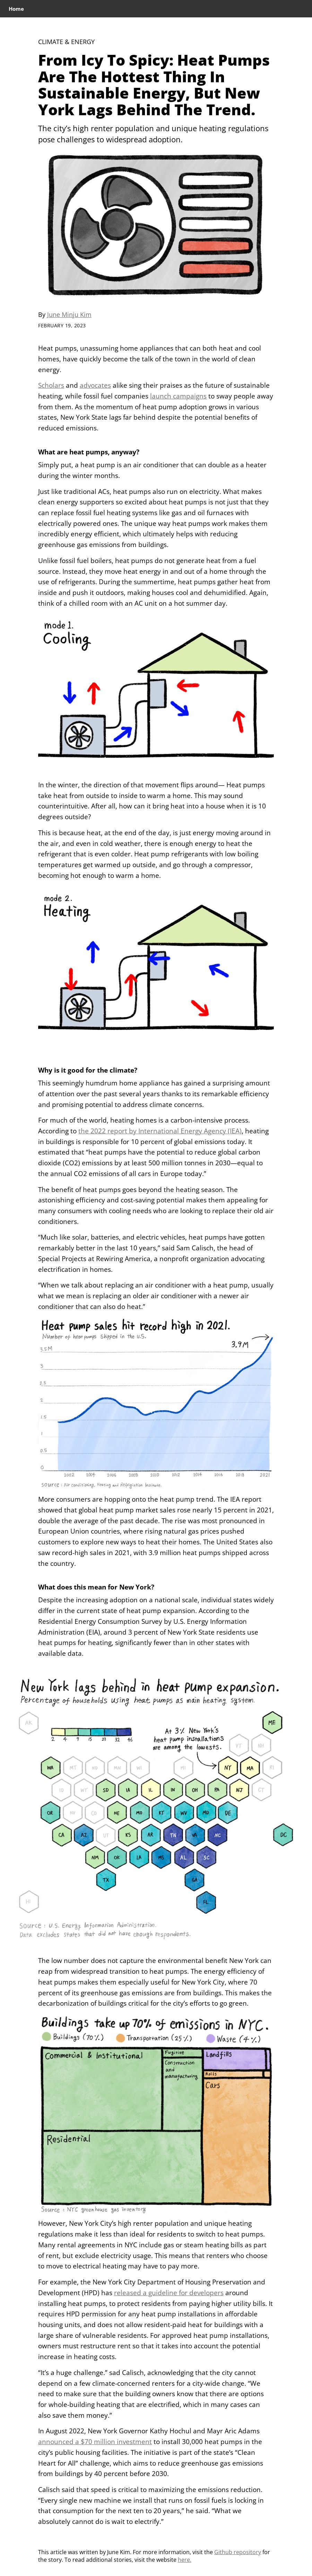 Home
CLIMATE & ENERGY
From Icy To Spicy: Heat Pumps
Are The Hottest Thing In
Sustainable Energy, But New
York Lags Behind The Trend.
The city's high renter population and unique heating regulations
pose challenges to widespread adoption.
By June Minju Kim
FEBRUARY 19, 2023
Heat pumps, unassuming home appliances that can both heat and cool
homes, have quickly become the talk of the town in the world of clean
energy.
Scholars and advocates alike sing their praises as the future of sustainable
heating, while fossil fuel companies launch campaigns to sway people away
from them. As the momentum of heat pump adoption grows in various
states, New York State lags far behind despite the potential benefits of
reduced emissions.
What are heat pumps, anyway?
Simply put, a heat pump is an air conditioner that can double as a heater
during the winter months.
Just like traditional ACs, heat pumps also run on electricity. What makes
clean energy supporters so excited about heat pumps is not just that they
can replace fossil fuel heating systems like gas and oil furnaces with
electrically powered ones. The unique way heat pumps work makes them
incredibly energy efficient, which ultimately helps with reducing
greenhouse gas emissions from buildings.
Unlike fossil fuel boilers, heat pumps do not generate heat from a fuel
source. Instead, they move heat energy in and out of a home through the
use of refrigerants. During the summertime, heat pumps gather heat from
inside and push it outdoors, making houses cool and dehumidified. Again,
think of a chilled room with an AC unit on a hot summer day.
mode 1.
Cooling
In the winter, the direction of that movement flips around— Heat pumps
take heat from outside to inside to warm a home. This may sound
counterintuitive. After all, how can it bring heat into a house when it is 10
degrees outside?
This is because heat, at the end of the day, is just energy moving around in
the air, and even in cold weather, there is enough energy to heat the
refrigerant that is even colder. Heat pump refrigerants with low boiling
temperatures get warmed up outside, and go through a compressor,
becoming hot enough to warm a home.
mode 2.
Heating
Why is it good for the climate?
This seemingly humdrum home appliance has gained a surprising amount
of attention over the past several years thanks to its remarkable efficiency
and promising potential to address climate concerns.
For much of the world, heating homes is a carbon-intensive process.
According to the 2022 report by International Energy Agency (IEA), heating
in buildings is responsible for 10 percent of global emissions today. It
estimated that "heat pumps have the potential to reduce global carbon
dioxide (CO2) emissions by at least 500 million tonnes in 2030—equal to
the annual CO2 emissions of all cars in Europe today."
The benefit of heat pumps goes beyond the heating season. The
astonishing efficiency and cost-saving potential makes them appealing for
many consumers with cooling needs who are looking to replace their old air
conditioners.
"Much like solar, batteries, and electric vehicles, heat pumps have gotten
remarkably better in the last 10 years," said Sam Calisch, the head of
Special Projects at Rewiring America, a nonprofit organization advocating
electrification in homes.
"When we talk about replacing an air conditioner with a heat pump, usually
what we mean is replacing an older air conditioner with a newer air
conditioner that can also do heat."
Heat pump sales hit record high in 2021.
Number of heat pumps shipped in the U.S.
3.9M
0.5
0
2021
More consumers are hopping onto the heat pump trend. The IEA report
showed that global heat pump market sales rose nearly 15 percent in 2021,
double the average of the past decade. The rise was most pronounced in
European Union countries, where rising natural gas prices pushed
customers to explore new ways to heat their homes. The United States also
saw record-high sales in 2021, with 3.9 million heat pumps shipped across
the country.
What does this mean for New York?
Despite the increasing adoption on a national scale, individual states widely
differ in the current state of heat pump expansion. According to the
Residential Energy Consumption Survey by U.S. Energy Information
Administration (EIA), around 3 percent of New York State residents use
heat pumps for heating, significantly fewer than in other states with
available data.
New York lags behind in heat pump expansion.
Percentage of households using heat pumps as main heating system.
ME
At 3% New York's
heat pump installations
are among the lowests.
WA NY MA
SD IA IL IN OH PA NJ
OR NE MO KY WV MD DE
CA AZ KS AR TN VA NC DC
NM OK LA MS AL SC
TX GA
FL
Source: U.S. Energy Information Administration
Data excludes states that did not have enough respondents.
The low number does not capture the environmental benefit New York can
reap from widespread transition to heat pumps. The energy efficiency of
heat pumps makes them especially useful for New York City, where 70
percent of its greenhouse gas emissions are from buildings. This makes the
decarbonization of buildings critical for the city's efforts to go green.
Buildings take up 70% of emissions in NYC.
Buildings (70%) Transporation (25%) Waste (4%)
Commercial & Institutional
Fugitive
Construction
and
manufacturing
Landfills
Cars
Residential
Source: NYC greenhouse gas inventory
However, New York City's high renter population and unique heating
regulations make it less than ideal for residents to switch to heat pumps.
Many rental agreements in NYC include gas or steam heating bills as part
of rent, but exclude electricity usage. This means that renters who choose
to move to electrical heating may have to pay more.
For example, the New York City Department of Housing Preservation and
Development (HPD) has released a guideline for developers around
installing heat pumps, to protect residents from paying higher utility bills. It
requires HPD permission for any heat pump installations in affordable
housing units, and does not allow resident-paid heat for buildings with a
large share of vulnerable residents. For approved heat pump installations,
owners must restructure rent so that it takes into account the potential
increase in heating costs.
"It's a huge challenge." sad Calisch, acknowledging that the city cannot
depend on a few climate-concerned renters for a city-wide change. "We
need to make sure that the building owners know that there are options
for whole-building heating that are electrified, which in many cases can
also save them money."
In August 2022, New York Governor Kathy Hochul and Mayr Aric Adams
announced a $70 million investment to install 30,000 heat pumps in the
city's public housing facilities. The initiative is part of the state's "Clean
Heart for All" challenge, which aims to reduce greenhouse gas emissions
from buildings by 40 percent before 2030.
Calisch said that speed is critical to maximizing the emissions reduction.
"Every single new machine we install that runs on fossil fuels is locking in
that consumption for the next ten to 20 years," he said. "What we
absolutely cannot do is wait to electrify."
This article was written by June Kim. For more information, visit the Github repository for
the story. To read additional stories, visit the website here.